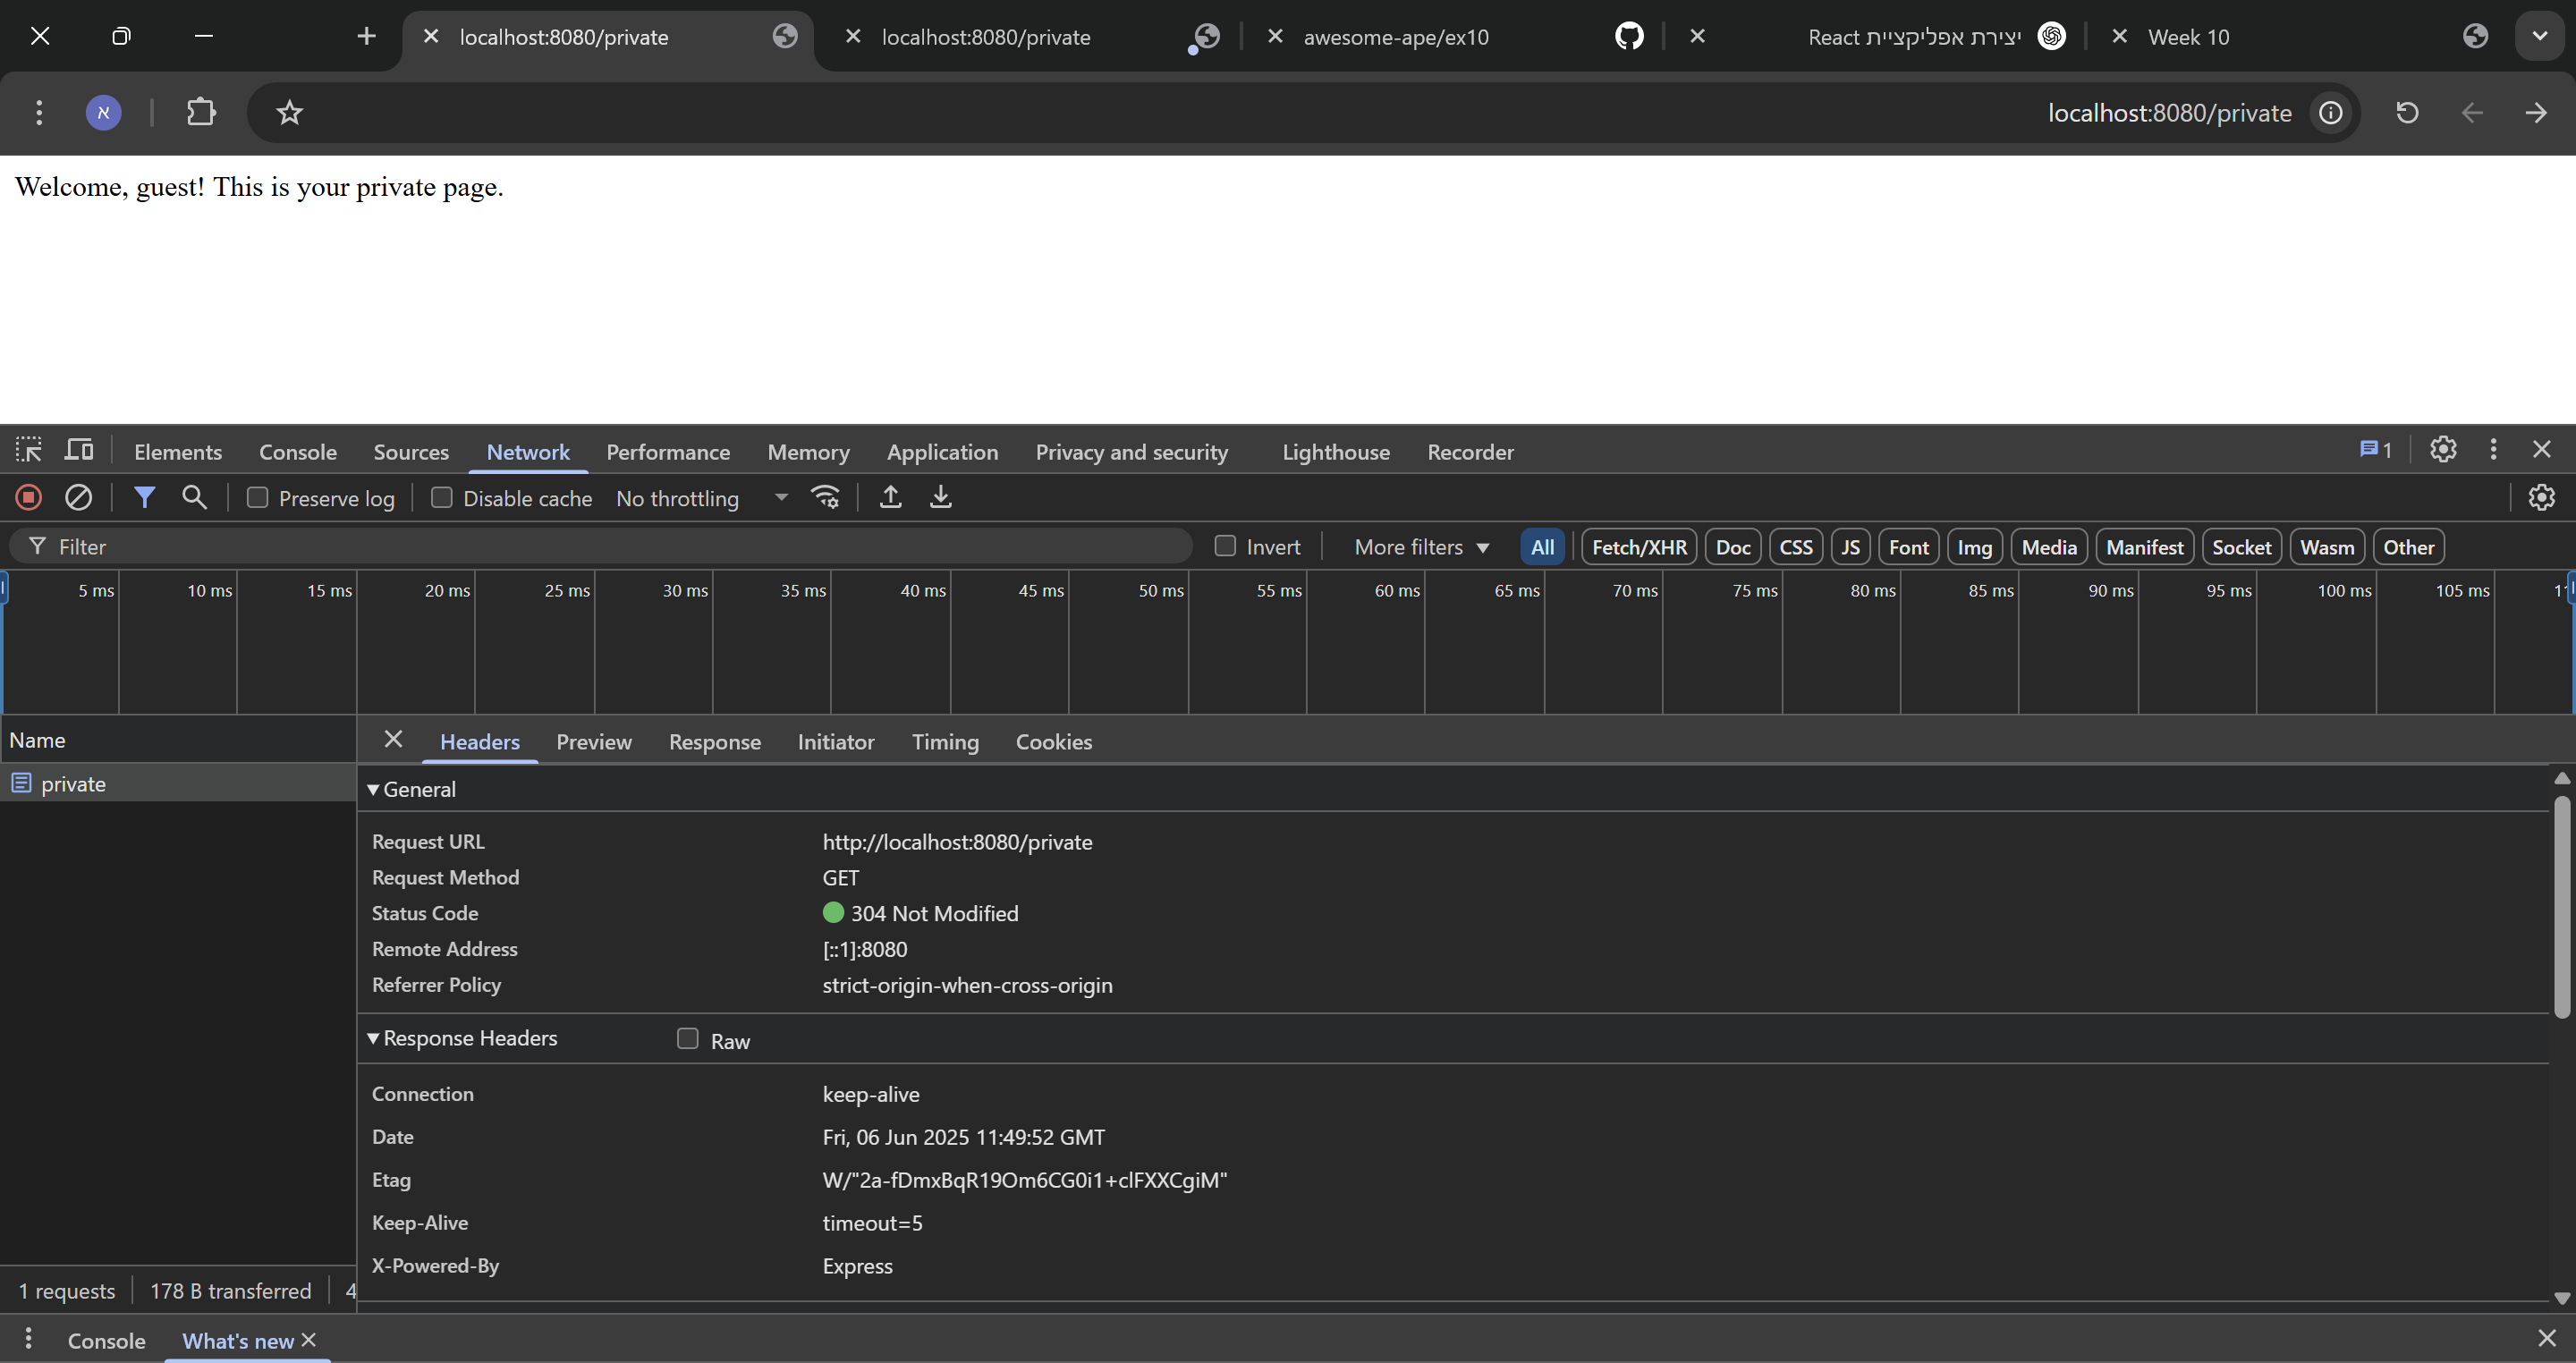 localhost:8080/private
localhost:8080/private
awesome-ape/ex10
יצירת אפליקציית React
Week 10
א
localhost:8080/private
Welcome, guest! This is your private page.
Elements Console Sources Network Performance Memory Application Privacy and security Lighthouse Recorder 1
Preserve log Disable cache No throttling
Filter Invert More filters All Fetch/XHR Doc CSS JS Font Img Media Manifest Socket Wasm Other
5 ms 10 ms 15 ms 20 ms 25 ms 30 ms 35 ms 40 ms 45 ms 50 ms 55 ms 60 ms 65 ms 70 ms 75 ms 80 ms 85 ms 90 ms 95 ms 100 ms 105 ms
Name
private
Headers Preview Response Initiator Timing Cookies
General
Request URL http://localhost:8080/private
Request Method GET
Status Code 304 Not Modified
Remote Address [::1]:8080
Referrer Policy strict-origin-when-cross-origin
Response Headers Raw
Connection keep-alive
Date Fri, 06 Jun 2025 11:49:52 GMT
Etag W/"2a-fDmxBqR19Om6CG0i1+clFXXCgiM"
Keep-Alive timeout=5
X-Powered-By Express
1 requests 178 B transferred 4
Console What's new